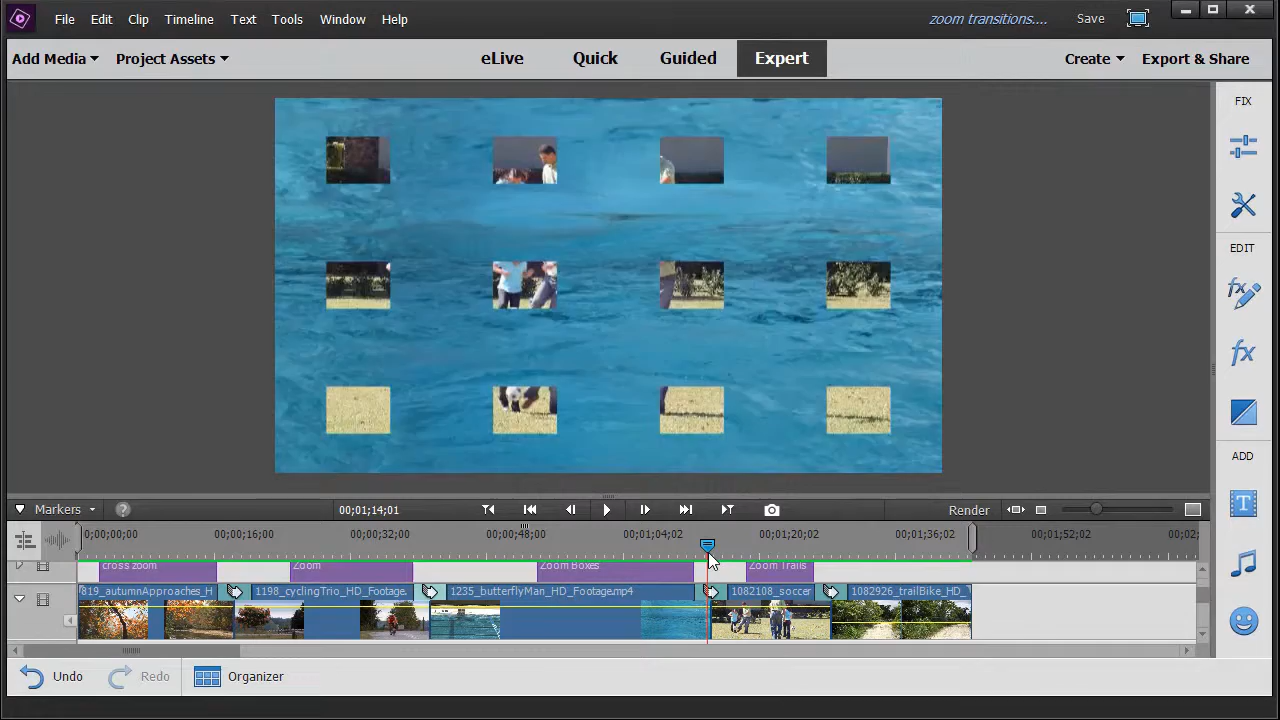 File Edit Clip Timeline Text Tools Window Help zoom transitions.... Save
Add Media Project Assets eLive Quick Guided Expert Create Export & Share
FIX
EDIT
ADD
Markers ? 00;01;14;01 Render
0;00;00;00 00;00;16;00 00;00;32;00 00;00;48;00 00;01;04;02 00;01;20;02 00;01;36;02 00;01;52;02 00;02;
cross zoom Zoom Zoom Boxes Zoom Trails
819_autumnApproaches_H 1198_cyclingTrio_HD_Footage. 1235_butterflyMan_HD_Footage.mp4 1082108_soccer 1082926_trailBike_HD_
Undo Redo Organizer